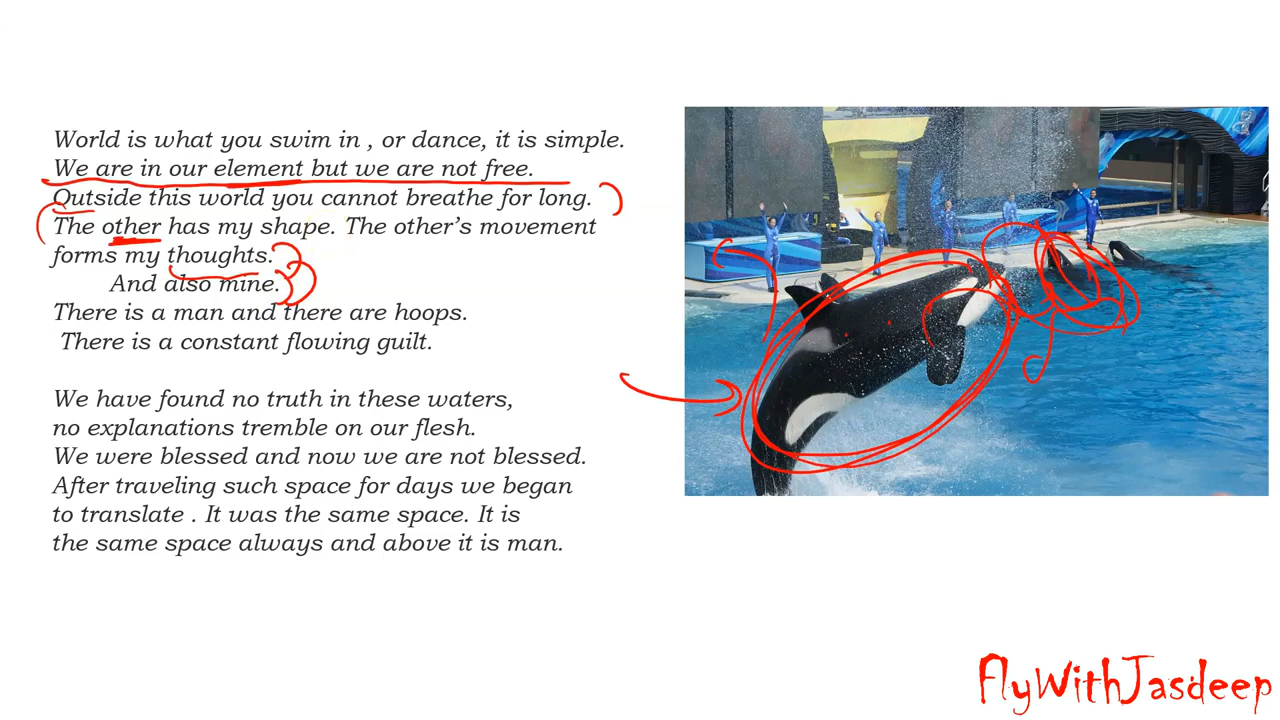 World is what you swim in , or dance, it is simple.
We are in our element but we are not free.
Outside this world you cannot breathe for long.
The other has my shape. The other's movement
forms my thoughts.
And also mine.
There is a man and there are hoops.
There is a constant flowing guilt.
We have found no truth in these waters,
no explanations tremble on our flesh.
We were blessed and now we are not blessed.
After traveling such space for days we began
to translate . It was the same space. It is
the same space always and above it is man.
FlyWithJasdeep